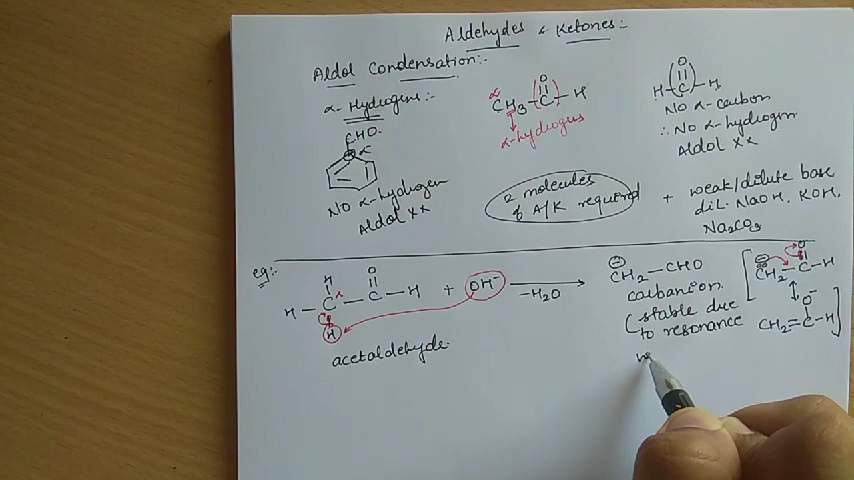 Aldehydes & Ketones:-
Aldol Condensation:-
α-Hydrogens:-
CHO
α
NO α-hydrogen
Aldol XX
α
O
CH3 - C - H
α-hydrogens
O
H - C - H
NO α-carbon
∴ No α-hydrogen
Aldol XX
2 molecules
of A/K required
+ weak/dilute base
dil. NaOH, KOH,
Na2CO3
eg:-
H O
H - C α - C - H + OH- → -H2O
H
acetaldehyde
⊖
CH2 - CHO
carbanion
(stable due
to resonance
O
⊖
CH2 - C - H
↕
O-
CH2=C-H